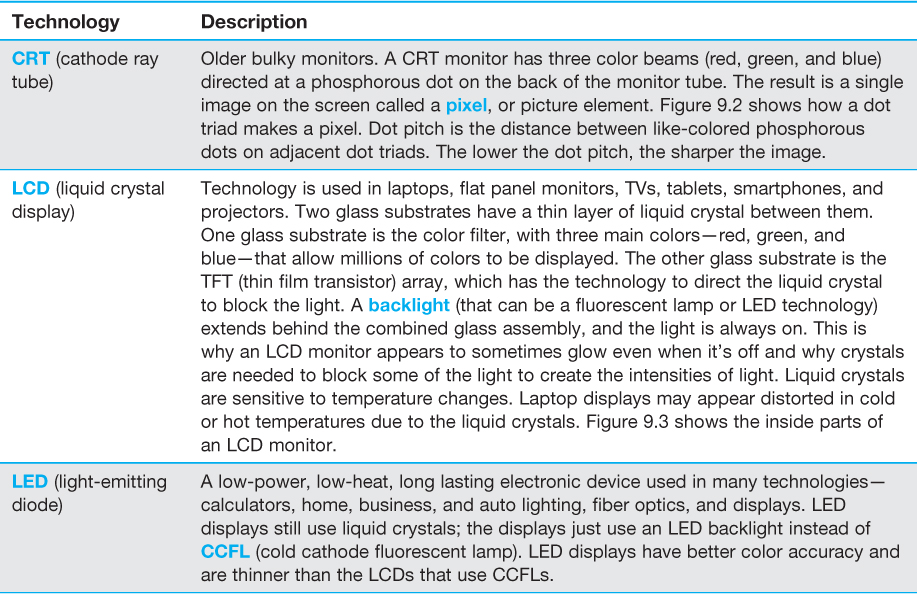 Technology Description
CRT (cathode ray tube)
Older bulky monitors. A CRT monitor has three color beams (red, green, and blue)
directed at a phosphorous dot on the back of the monitor tube. The result is a single
image on the screen called a pixel, or picture element. Figure 9.2 shows how a dot
triad makes a pixel. Dot pitch is the distance between like-colored phosphorous
dots on adjacent dot triads. The lower the dot pitch, the sharper the image.
LCD (liquid crystal
display)
Technology is used in laptops, flat panel monitors, TVs, tablets, smartphones, and
projectors. Two glass substrates have a thin layer of liquid crystal between them.
One glass substrate is the color filter, with three main colors—red, green, and
blue—that allow millions of colors to be displayed. The other glass substrate is the
TFT (thin film transistor) array, which has the technology to direct the liquid crystal
to block the light. A backlight (that can be a fluorescent lamp or LED technology)
extends behind the combined glass assembly, and the light is always on. This is
why an LCD monitor appears to sometimes glow even when it’s off and why crystals
are needed to block some of the light to create the intensities of light. Liquid crystals
are sensitive to temperature changes. Laptop displays may appear distorted in cold
or hot temperatures due to the liquid crystals. Figure 9.3 shows the inside parts of
an LCD monitor.
LED (light-emitting
diode)
A low-power, low-heat, long lasting electronic device used in many technologies—
calculators, home, business, and auto lighting, fiber optics, and displays. LED
displays still use liquid crystals; the displays just use an LED backlight instead of
CCFL (cold cathode fluorescent lamp). LED displays have better color accuracy and
are thinner than the LCDs that use CCFLs.